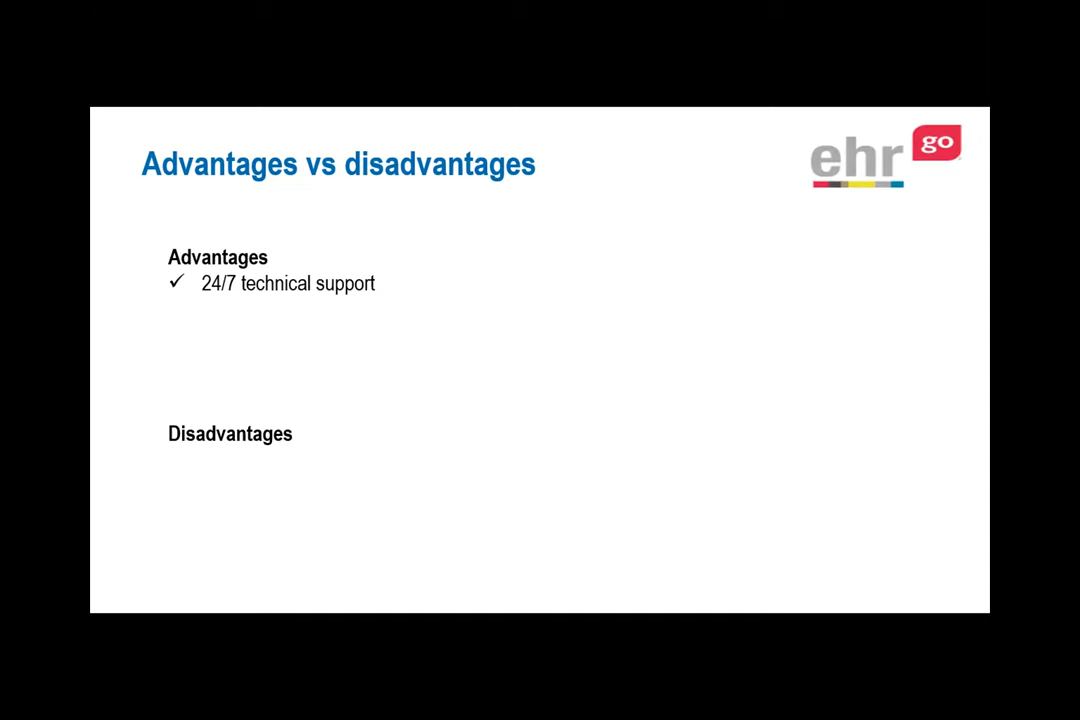 Advantages vs disadvantages
ehr go
Advantages
✓ 24/7 technical support
Disadvantages